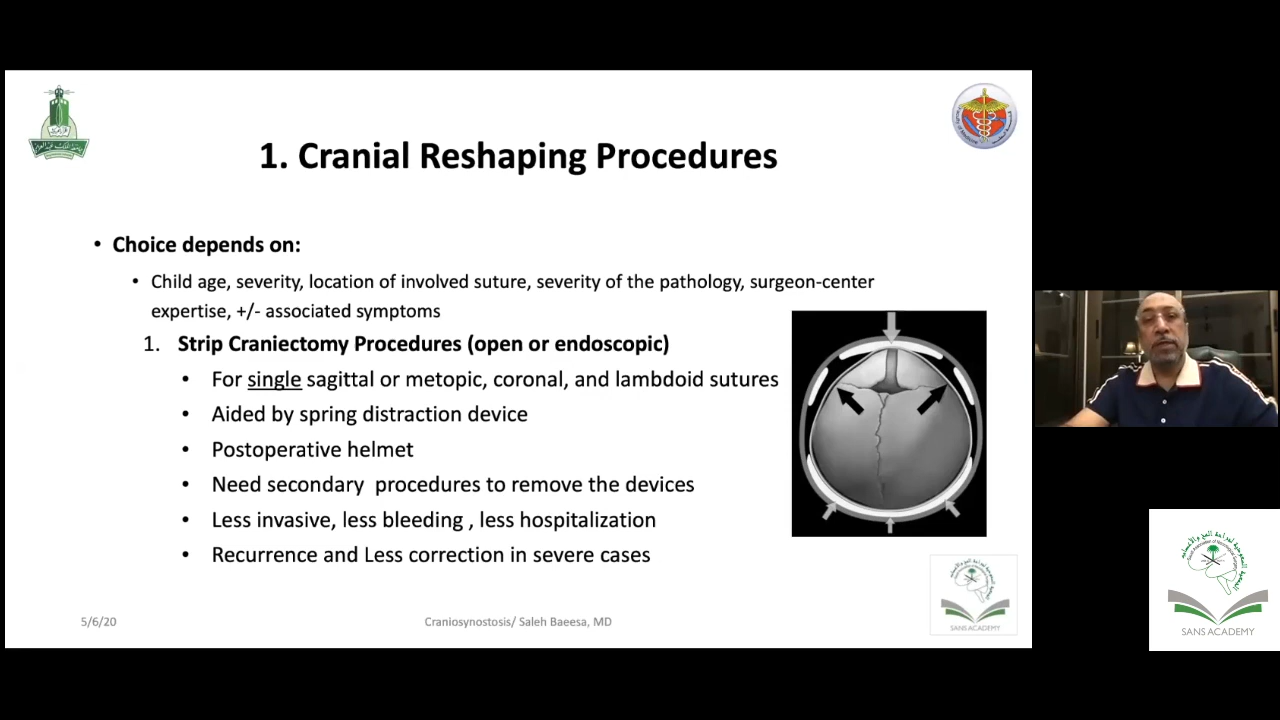 1. Cranial Reshaping Procedures
• Choice depends on:
• Child age, severity, location of involved suture, severity of the pathology, surgeon-center
expertise, +/- associated symptoms
1. Strip Craniectomy Procedures (open or endoscopic)
• For single sagittal or metopic, coronal, and lambdoid sutures
• Aided by spring distraction device
• Postoperative helmet
• Need secondary procedures to remove the devices
• Less invasive, less bleeding , less hospitalization
• Recurrence and Less correction in severe cases
5/6/20
Craniosynostosis/ Saleh Baeesa, MD
SANS ACADEMY
SANS ACADEMY